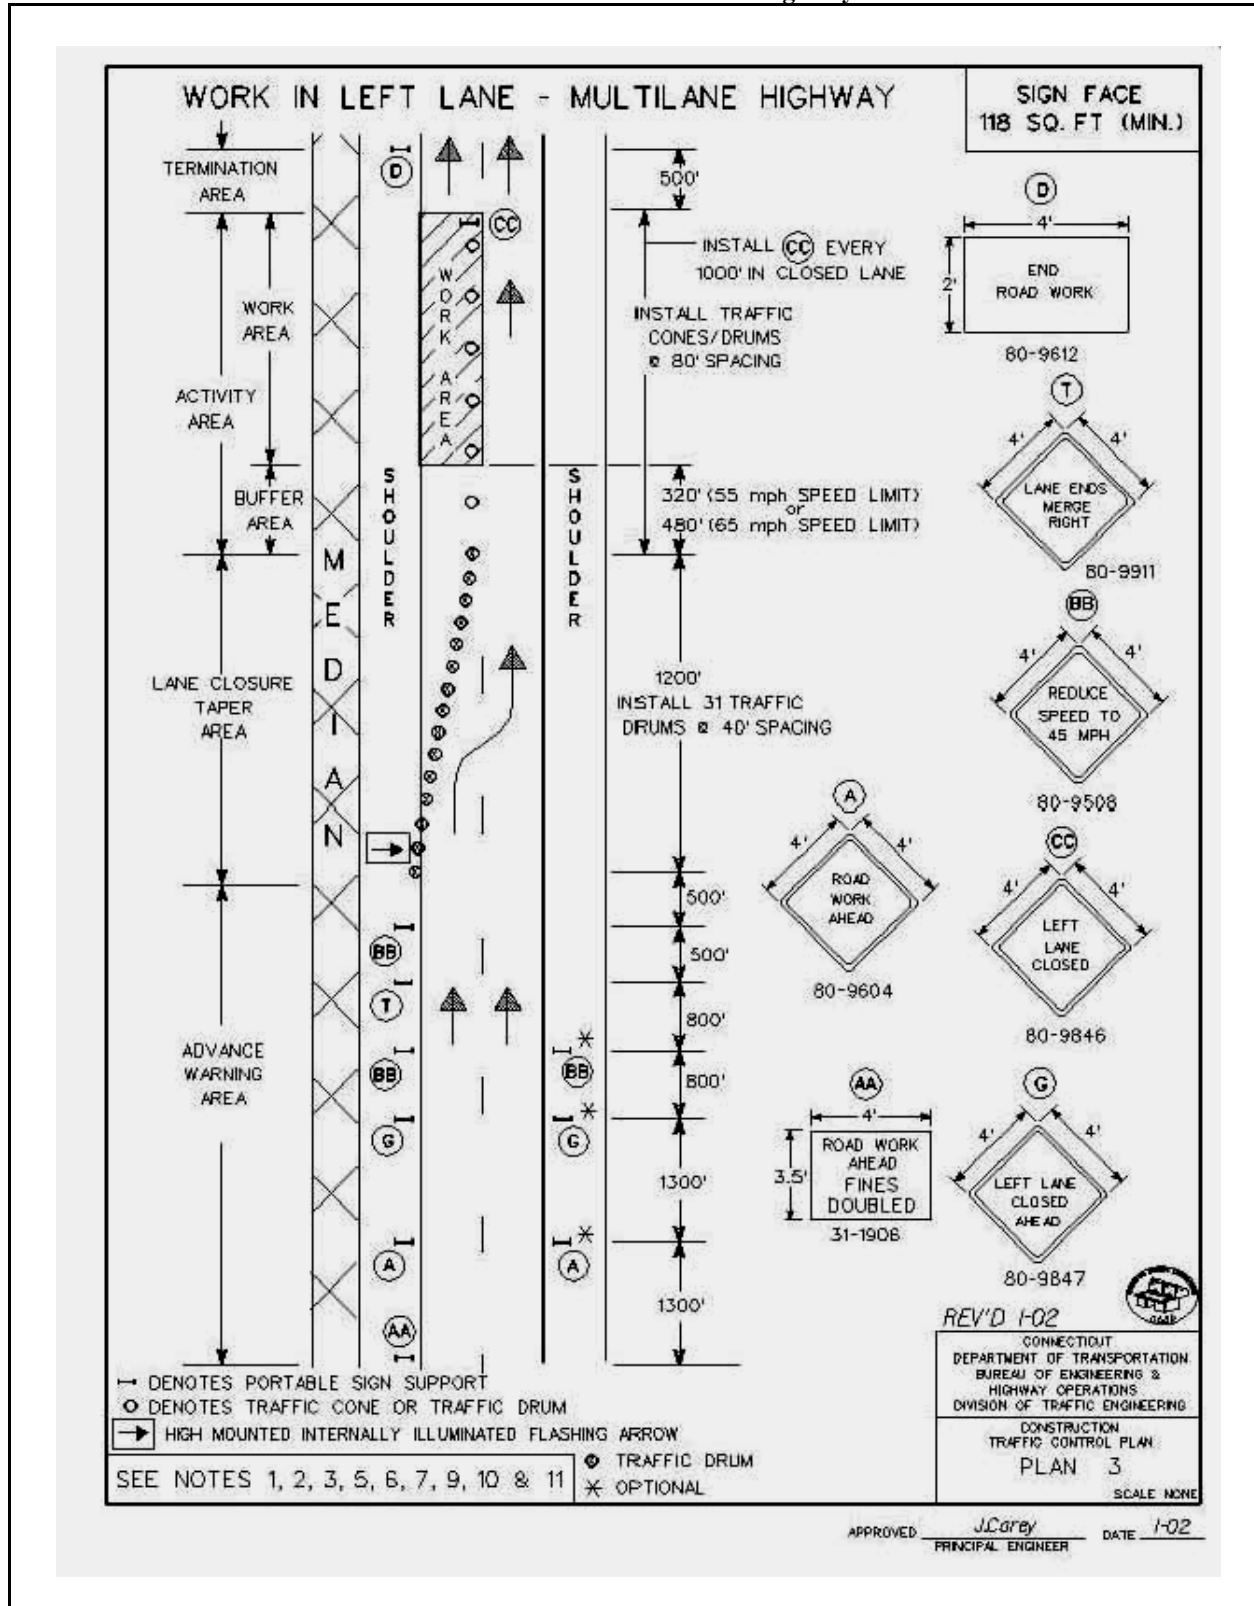 WORK IN LEFT LANE - MULTILANE HIGHWAY
SIGN FACE
118 SQ. FT (MIN.)
TERMINATION
AREA
D
500'
CC
INSTALL CC EVERY
1000' IN CLOSED LANE
WORK
AREA
WORK AREA
INSTALL TRAFFIC
CONES/DRUMS
@ 80' SPACING
ACTIVITY
AREA
BUFFER
AREA
SHOULDER
SHOULDER
320' (55 mph SPEED LIMIT)
or
480' (65 mph SPEED LIMIT)
MEDIAN
LANE CLOSURE
TAPER
AREA
1200'
INSTALL 31 TRAFFIC
DRUMS @ 40' SPACING
500'
BB
500'
T
800'
ADVANCE
WARNING
AREA
BB
BB
800'
G
G
1300'
A
A
1300'
AA
D
4'
2'
END
ROAD WORK
80-9612
T
4' 4'
LANE ENDS
MERGE
RIGHT
80-9911
BB
4' 4'
REDUCE
SPEED TO
45 MPH
80-9508
A
4' 4'
ROAD
WORK
AHEAD
80-9604
CC
4' 4'
LEFT
LANE
CLOSED
80-9846
AA
4'
3.5'
ROAD WORK
AHEAD
FINES
DOUBLED
31-1906
G
4' 4'
LEFT LANE
CLOSED
AHEAD
80-9847
REV'D 1-02
CONNECTICUT
DEPARTMENT OF TRANSPORTATION
BUREAU OF ENGINEERING &
HIGHWAY OPERATIONS
DIVISION OF TRAFFIC ENGINEERING
CONSTRUCTION
TRAFFIC CONTROL PLAN
PLAN 3
SCALE NONE
DENOTES PORTABLE SIGN SUPPORT
DENOTES TRAFFIC CONE OR TRAFFIC DRUM
HIGH MOUNTED INTERNALLY ILLUMINATED FLASHING ARROW
TRAFFIC DRUM
OPTIONAL
SEE NOTES 1, 2, 3, 5, 6, 7, 9, 10 & 11
APPROVED J.Carey DATE 1-02
PRINCIPAL ENGINEER